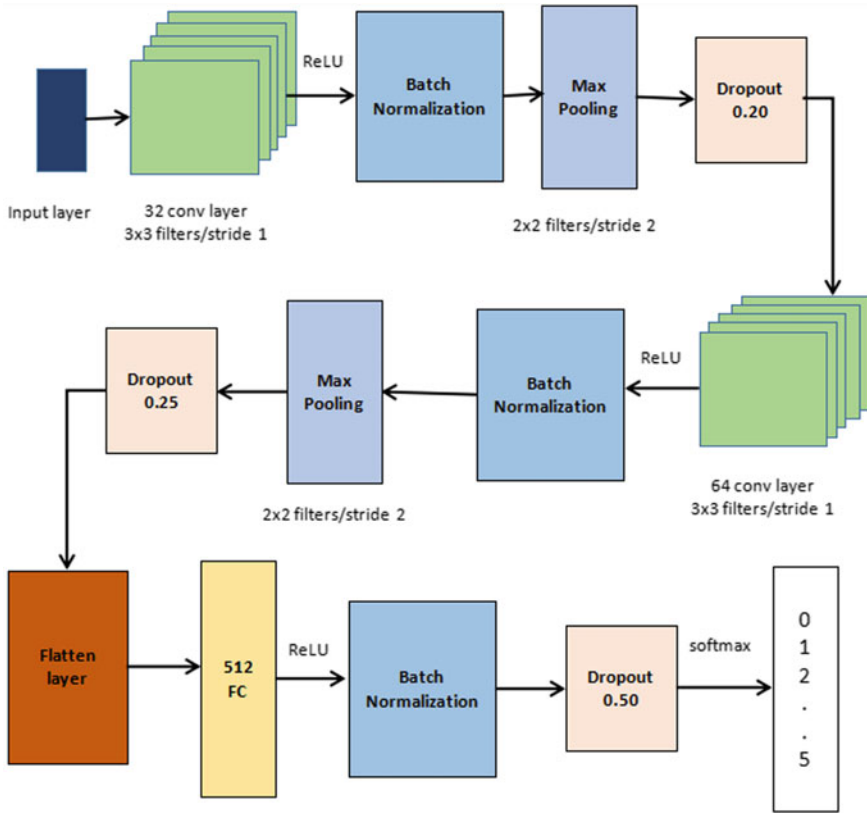 Input layer
32 conv layer
3x3 filters/stride 1
ReLU
Batch
Normalization
Max
Pooling
2x2 filters/stride 2
Dropout
0.20
64 conv layer
3x3 filters/stride 1
ReLU
Batch
Normalization
Max
Pooling
2x2 filters/stride 2
Dropout
0.25
Flatten
layer
512
FC
ReLU
Batch
Normalization
Dropout
0.50
softmax
0
1
2
.
.
5